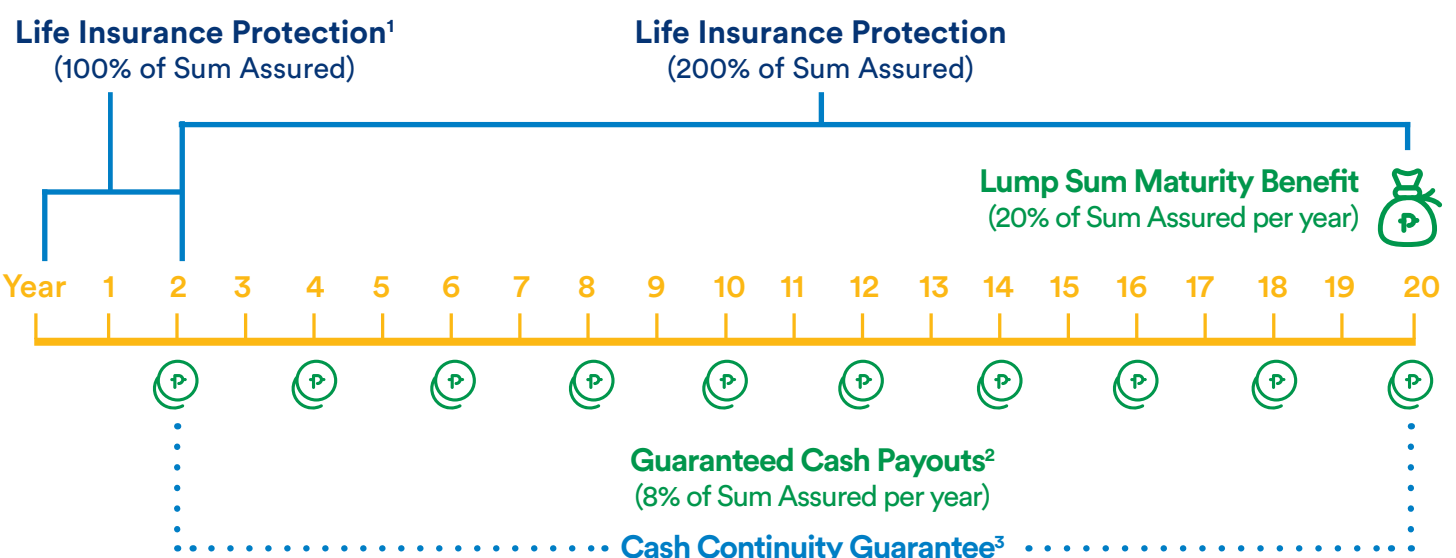 Life Insurance Protection¹
(100% of Sum Assured)
Life Insurance Protection
(200% of Sum Assured)
Lump Sum Maturity Benefit
(20% of Sum Assured per year)
₱
Year 1 2 3 4 5 6 7 8 9 10 11 12 13 14 15 16 17 18 19 20
₱ ₱ ₱ ₱ ₱ ₱ ₱ ₱ ₱ ₱
Guaranteed Cash Payouts²
(8% of Sum Assured per year)
Cash Continuity Guarantee³